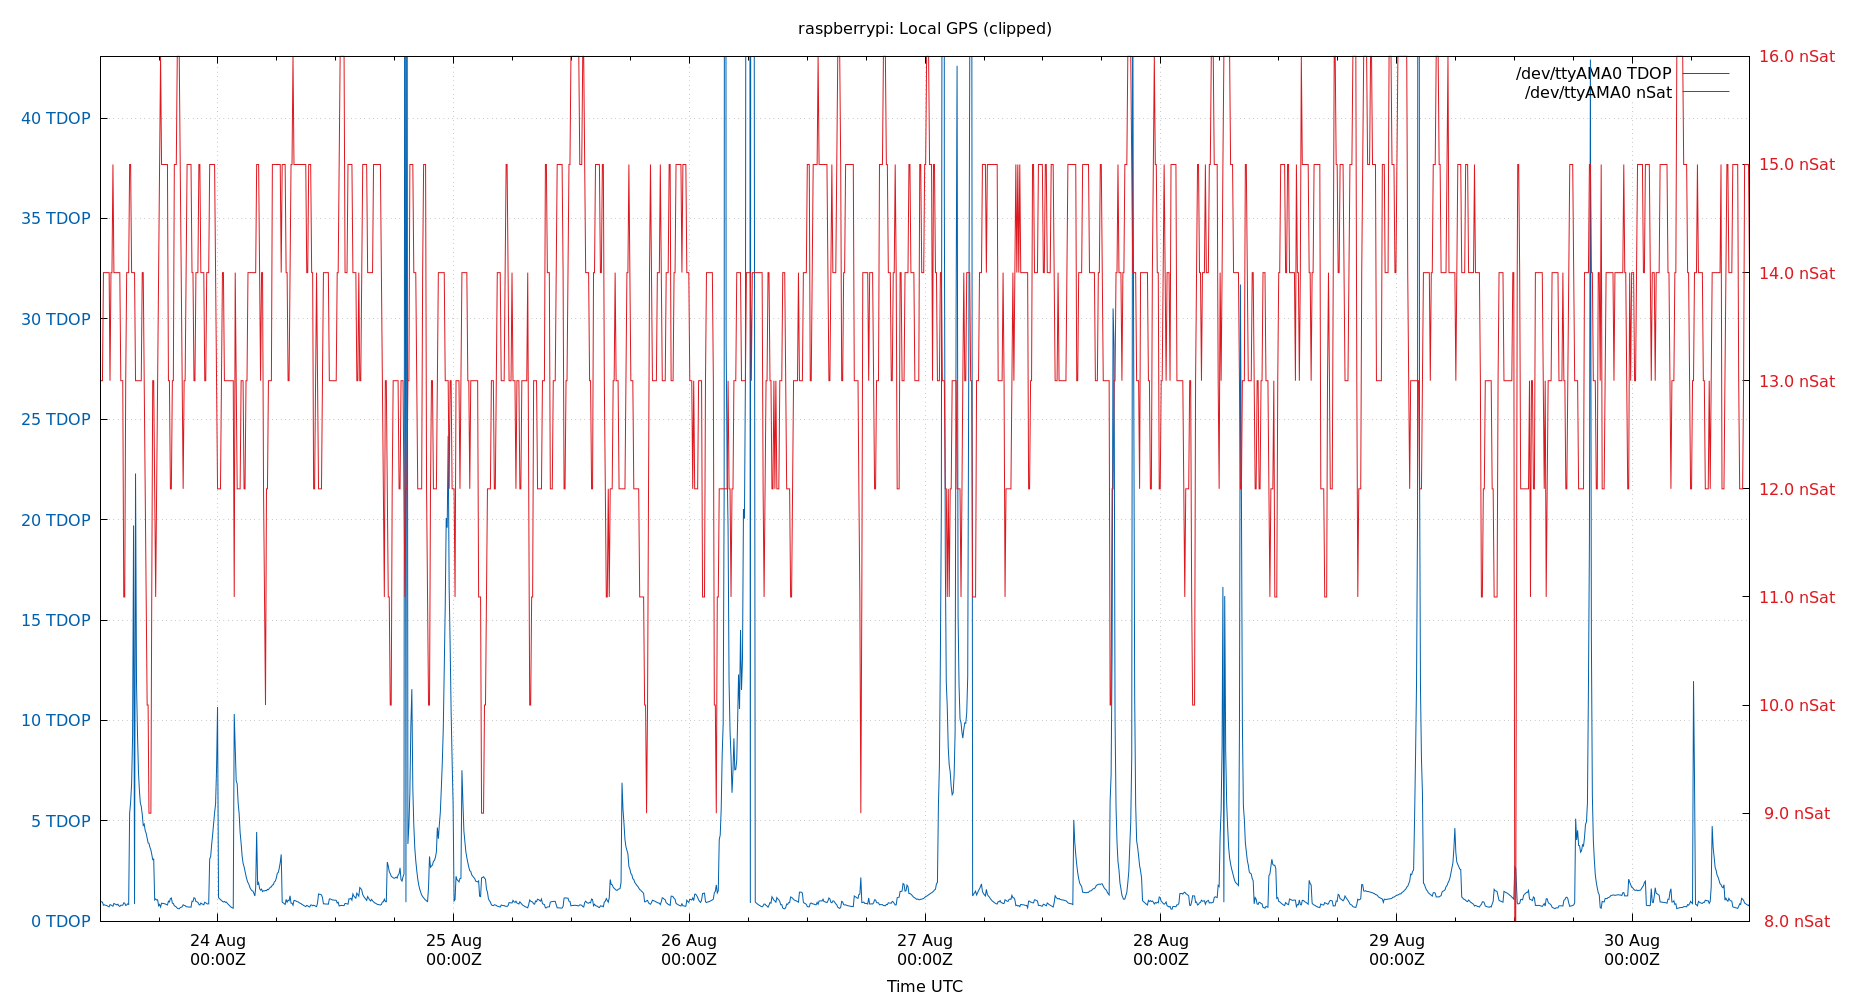 raspberrypi: Local GPS (clipped)
/dev/ttyAMA0 TDOP
/dev/ttyAMA0 nSat
40 TDOP
35 TDOP
30 TDOP
25 TDOP
20 TDOP
15 TDOP
10 TDOP
5 TDOP
0 TDOP
16.0 nSat
15.0 nSat
14.0 nSat
13.0 nSat
12.0 nSat
11.0 nSat
10.0 nSat
9.0 nSat
8.0 nSat
24 Aug
00:00Z
25 Aug
00:00Z
26 Aug
00:00Z
27 Aug
00:00Z
28 Aug
00:00Z
29 Aug
00:00Z
30 Aug
00:00Z
Time UTC